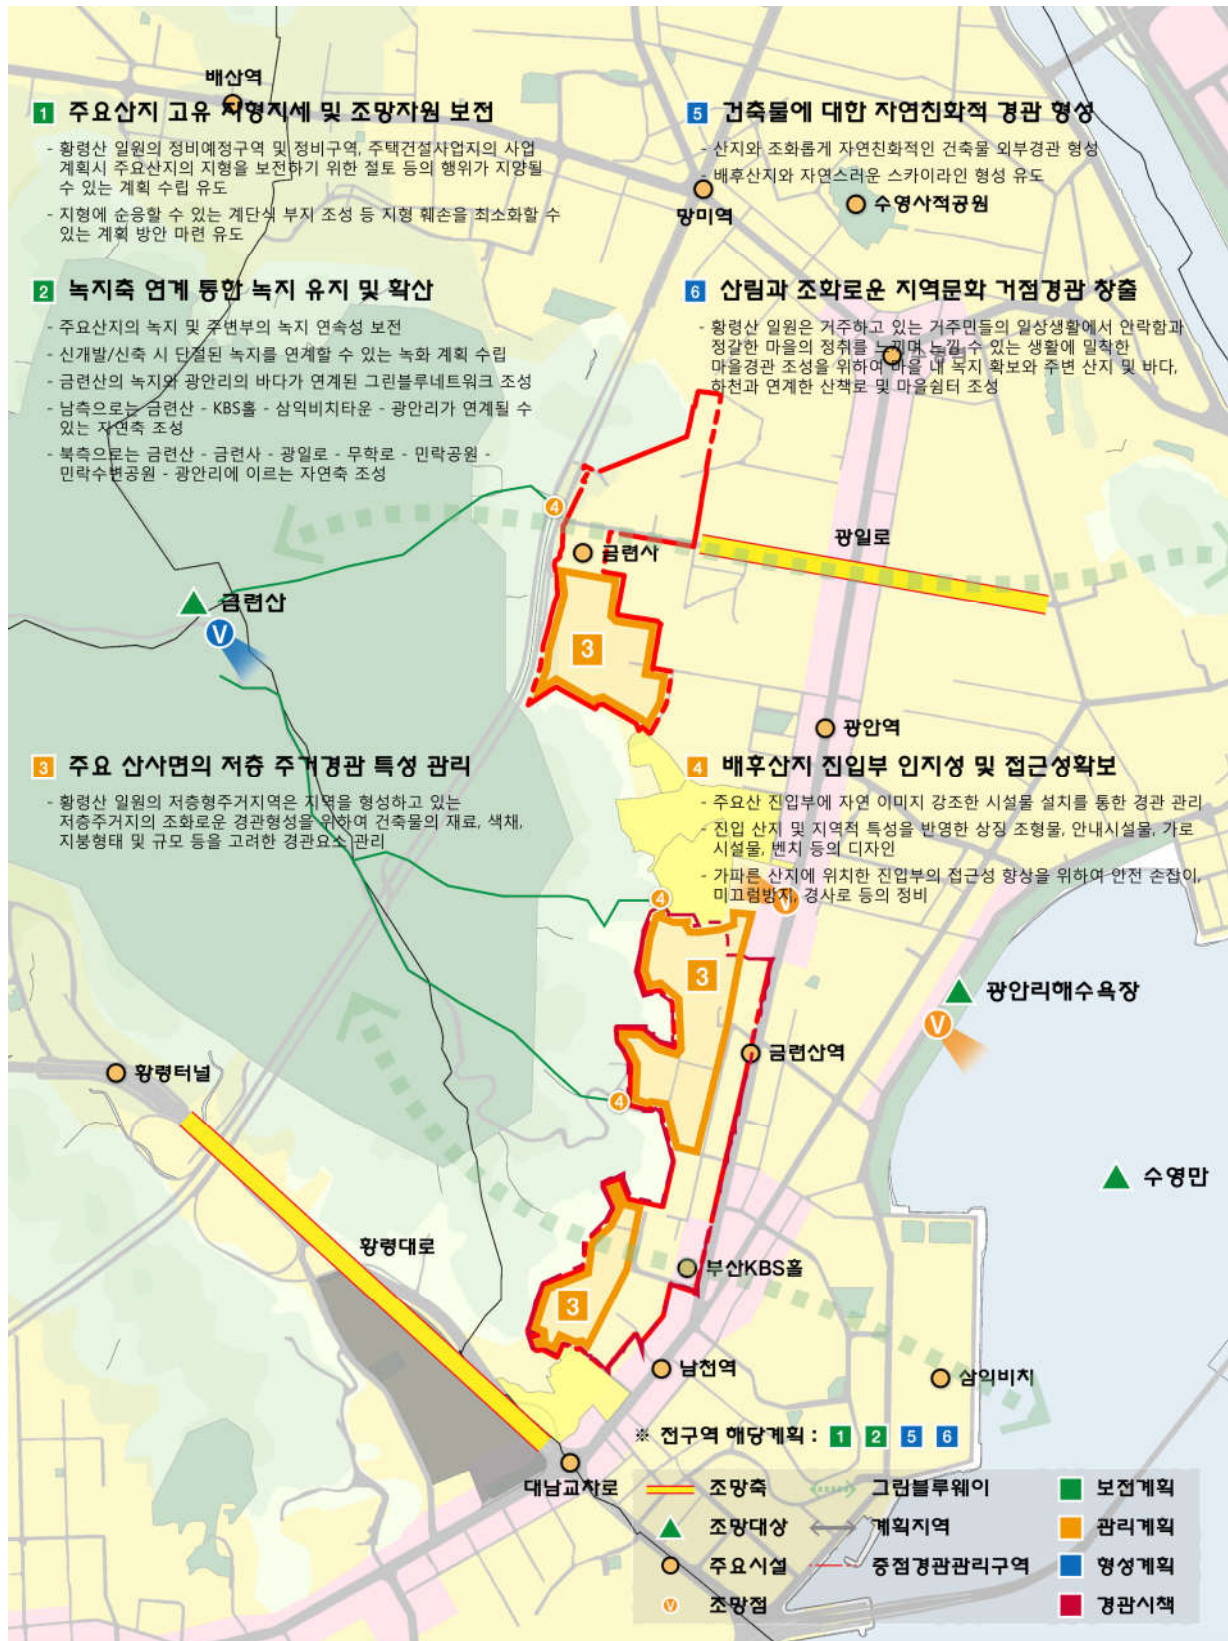 배산역
1 주요산지 고유 지형지세 및 조망자원 보전
- 황령산 일원의 정비예정구역 및 정비구역, 주택건설사업지의 사업
계획시 주요산지의 지형을 보전하기 위한 절토 등의 행위가 지양될
수 있는 계획 수립 유도
- 지형에 순응할 수 있는 계단식 부지 조성 등 지형 훼손을 최소화할 수
있는 계획 방안 마련 유도
5 건축물에 대한 자연친화적 경관 형성
- 산지와 조화롭게 자연친화적인 건축물 외부경관 형성
- 배후산지와 자연스러운 스카이라인 형성 유도
망미역
수영사적공원
2 녹지축 연계 통한 녹지 유지 및 확산
- 주요산지의 녹지 및 주변부의 녹지 연속성 보전
- 신개발/신축 시 단절된 녹지를 연계할 수 있는 녹화 계획 수립
- 금련산의 녹지와 광안리의 바다가 연계된 그린블루네트워크 조성
- 남측으로는 금련산 - KBS홀 - 삼익비치타운 - 광안리가 연계될 수
있는 자연축 조성
- 북측으로는 금련산 - 금련사 - 광일로 - 무학로 - 민락공원 -
민락수변공원 - 광안리에 이르는 자연축 조성
6 산림과 조화로운 지역문화 거점경관 창출
- 황령산 일원은 거주하고 있는 거주민들의 일상생활에서 안락함과
정갈한 마을의 정취를 느끼며 느낄 수 있는 생활에 밀착한
마을경관 조성을 위하여 마을 내 녹지 확보와 주변 산지 및 바다,
하천과 연계한 산책로 및 마을쉼터 조성
4
금련사
광일로
금련산
V
3
광안역
3 주요 산사면의 저층 주거경관 특성 관리
- 황령산 일원의 저층형주거지역은 지역을 형성하고 있는
저층주거지의 조화로운 경관형성을 위하여 건축물의 재료, 색채,
지붕형태 및 규모 등을 고려한 경관요소 관리
4 배후산지 진입부 인지성 및 접근성확보
- 주요산 진입부에 자연 이미지 강조한 시설물 설치를 통한 경관 관리
- 진입 산지 및 지역적 특성을 반영한 상징 조형물, 안내시설물, 가로
시설물, 벤치 등의 디자인
- 가파른 산지에 위치한 진입부의 접근성 향상을 위하여 안전 손잡이,
미끄럼방지, 경사로 등의 정비
4
V
3
광안리해수욕장
V
금련산역
황령터널
4
수영만
황령대로
부산KBS홀
3
남천역
삼익비치
※ 전구역 해당계획 : 1 2 5 6
대남교차로
조망축
그린블루웨이
보전계획
조망대상
계획지역
관리계획
주요시설
중점경관관리구역
형성계획
V 조망점
경관시책